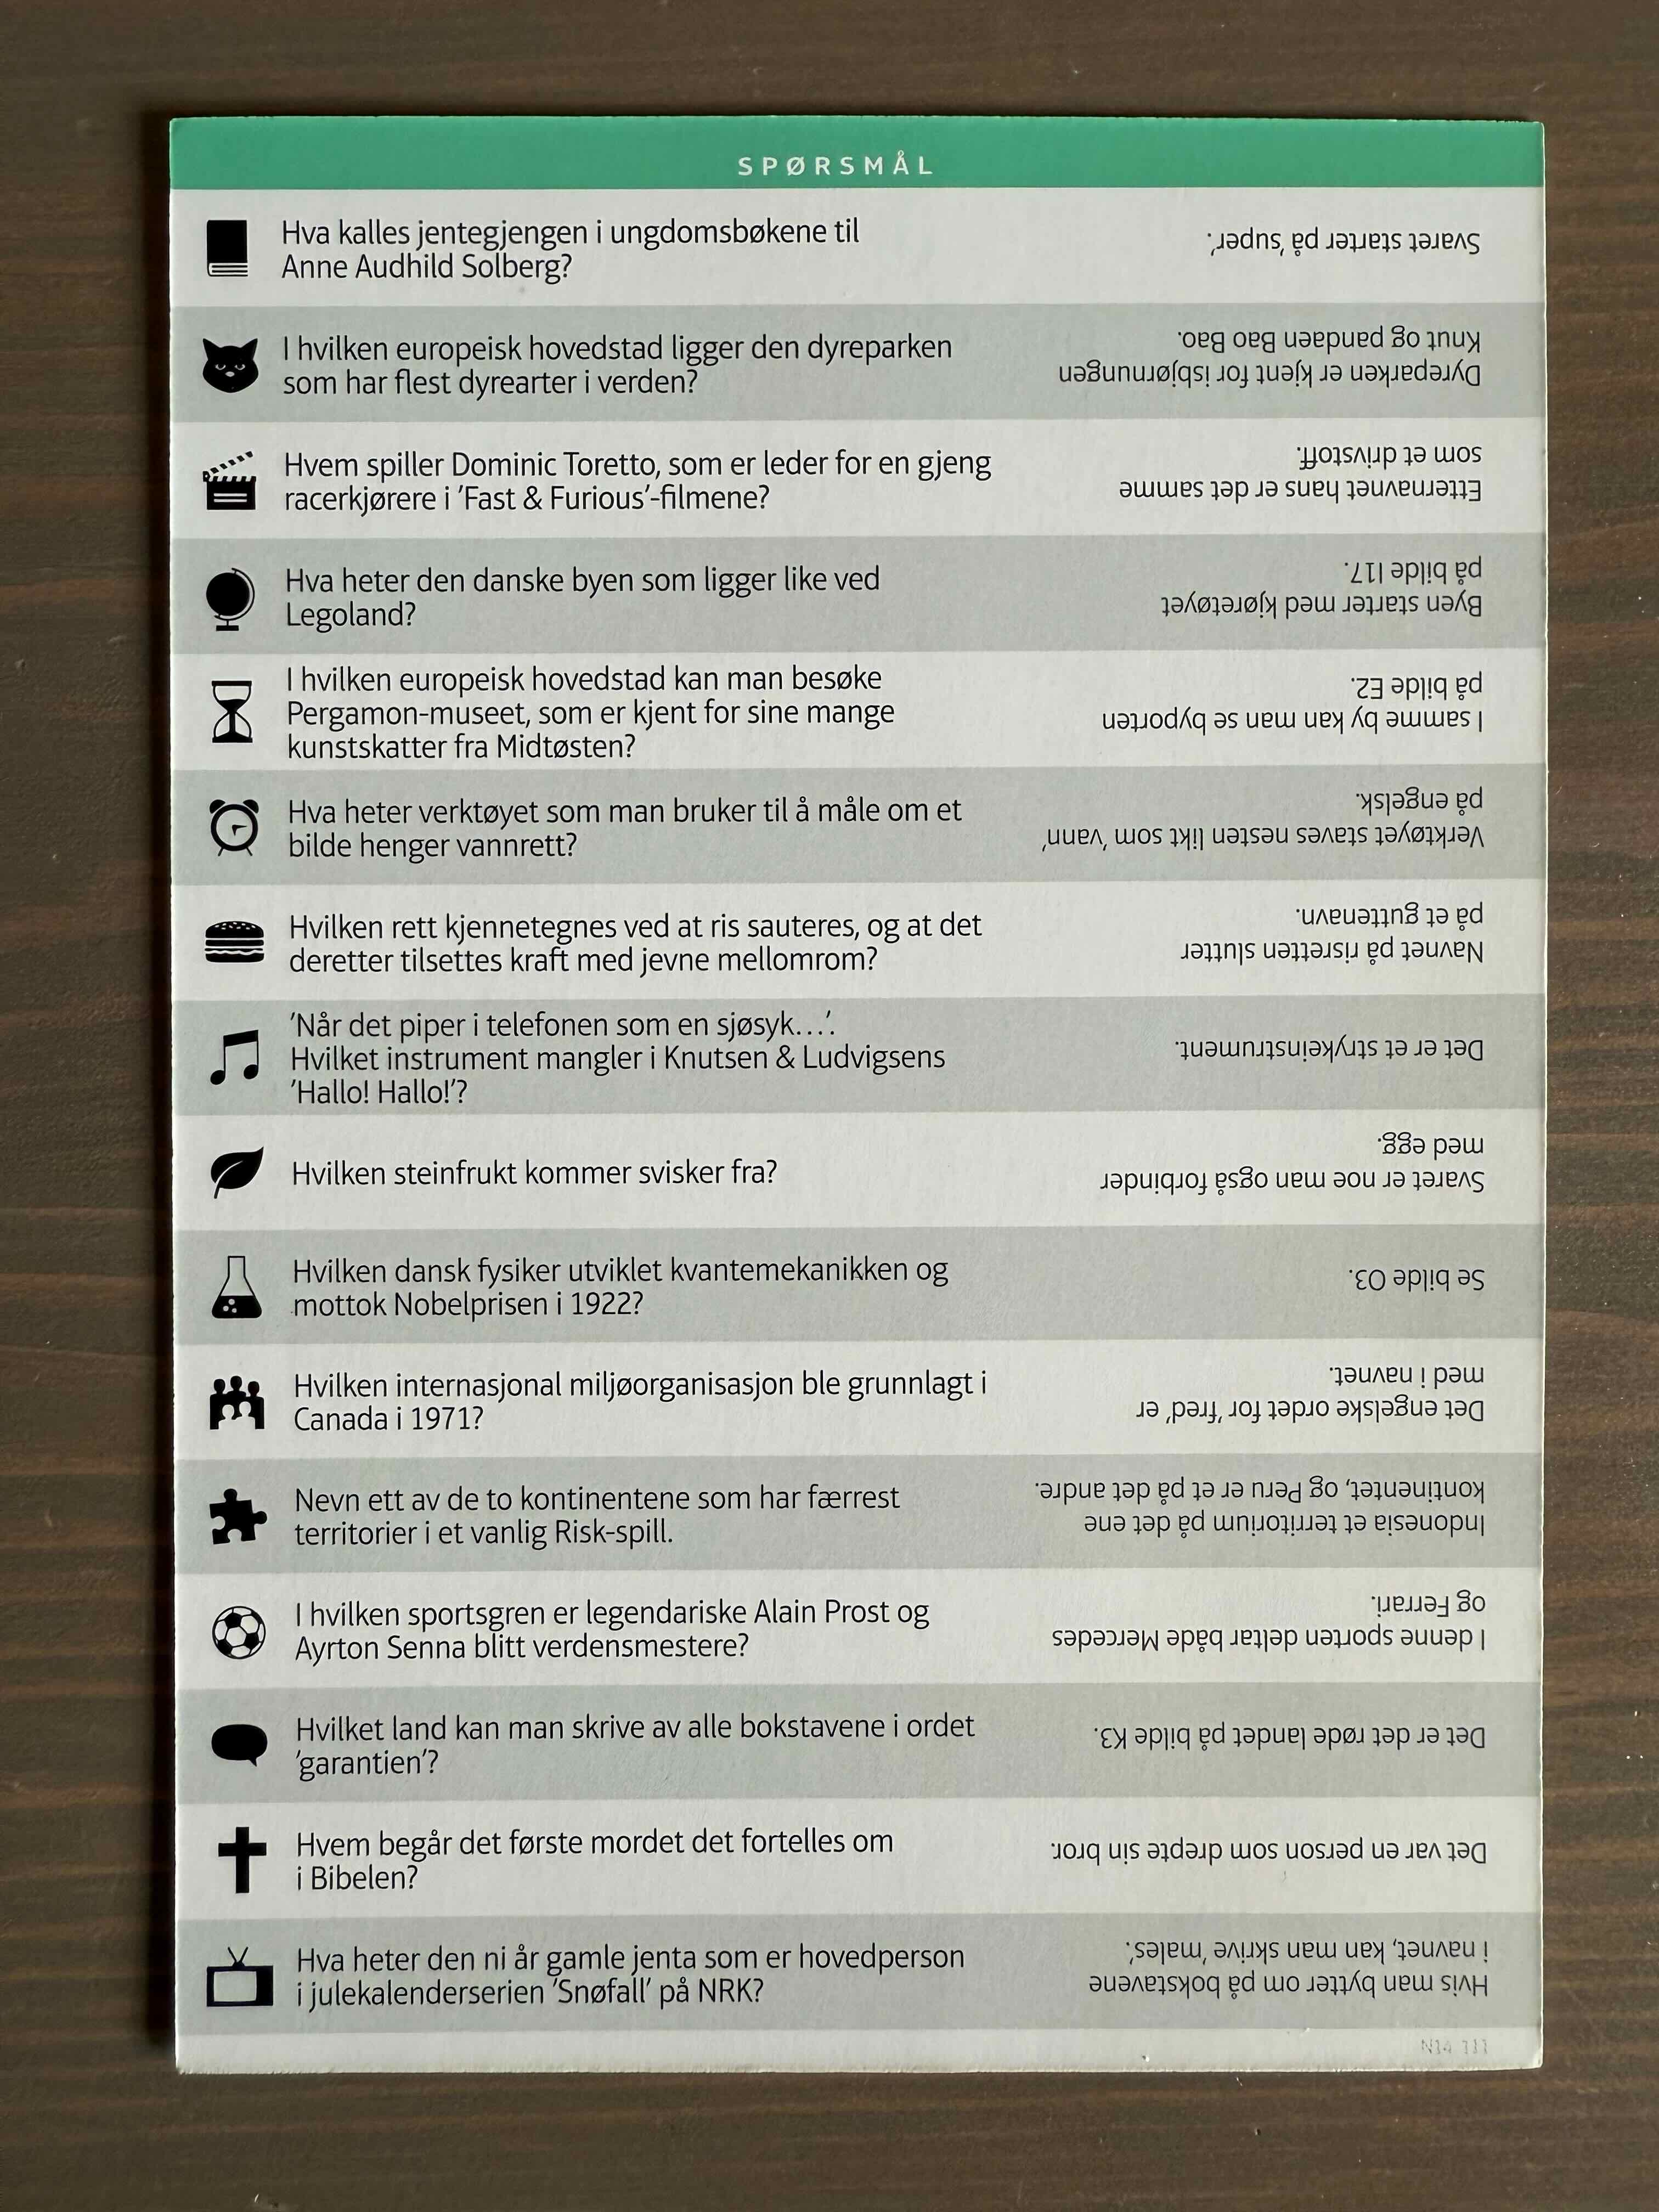 SPØRSMÅL
Hva kalles jentegjengen i ungdomsbøkene til
Anne Audhild Solberg?
Svaret starter på 'super'.
I hvilken europeisk hovedstad ligger den dyreparken
som har flest dyrearter i verden?
Dyreparken er kjent for isbjørnungen
Knut og pandaen Bao Bao.
Hvem spiller Dominic Toretto, som er leder for en gjeng
racerkjørere i 'Fast & Furious'-filmene?
Etternavnet hans er det samme
som et drivstoff.
Hva heter den danske byen som ligger like ved
Legoland?
Byen starter med kjøretøyet
på bilde I17.
I hvilken europeisk hovedstad kan man besøke
Pergamon-museet, som er kjent for sine mange
kunstskatter fra Midtøsten?
I samme by kan man se byporten
på bilde E2.
Hva heter verktøyet som man bruker til å måle om et
bilde henger vannrett?
Verktøyet staves nesten likt som 'vann'
på engelsk.
Hvilken rett kjennetegnes ved at ris sauteres, og at det
deretter tilsettes kraft med jevne mellomrom?
Navnet på risretten slutter
på et guttenavn.
'Når det piper i telefonen som en sjøsyk...'.
Hvilket instrument mangler i Knutsen & Ludvigsens
'Hallo! Hallo!'?
Det er et strykeinstrument.
Hvilken steinfrukt kommer svisker fra?
Svaret er noe man også forbinder
med egg.
Hvilken dansk fysiker utviklet kvantemekanikken og
mottok Nobelprisen i 1922?
Se bilde O3.
Hvilken internasjonal miljøorganisasjon ble grunnlagt i
Canada i 1971?
Det engelske ordet for 'fred' er
med i navnet.
Nevn ett av de to kontinentene som har færrest
territorier i et vanlig Risk-spill.
Indonesia et territorium på det ene
kontinentet, og Peru er et på det andre.
I hvilken sportsgren er legendariske Alain Prost og
Ayrton Senna blitt verdensmestere?
I denne sporten deltar både Mercedes
og Ferrari.
Hvilket land kan man skrive av alle bokstavene i ordet
'garantien'?
Det er det røde landet på bilde K3.
Hvem begår det første mordet det fortelles om
i Bibelen?
Det var en person som drepte sin bror.
Hva heter den ni år gamle jenta som er hovedperson
i julekalenderserien 'Snøfall' på NRK?
Hvis man bytter om på bokstavene
i navnet, kan man skrive 'males'.
N14 111